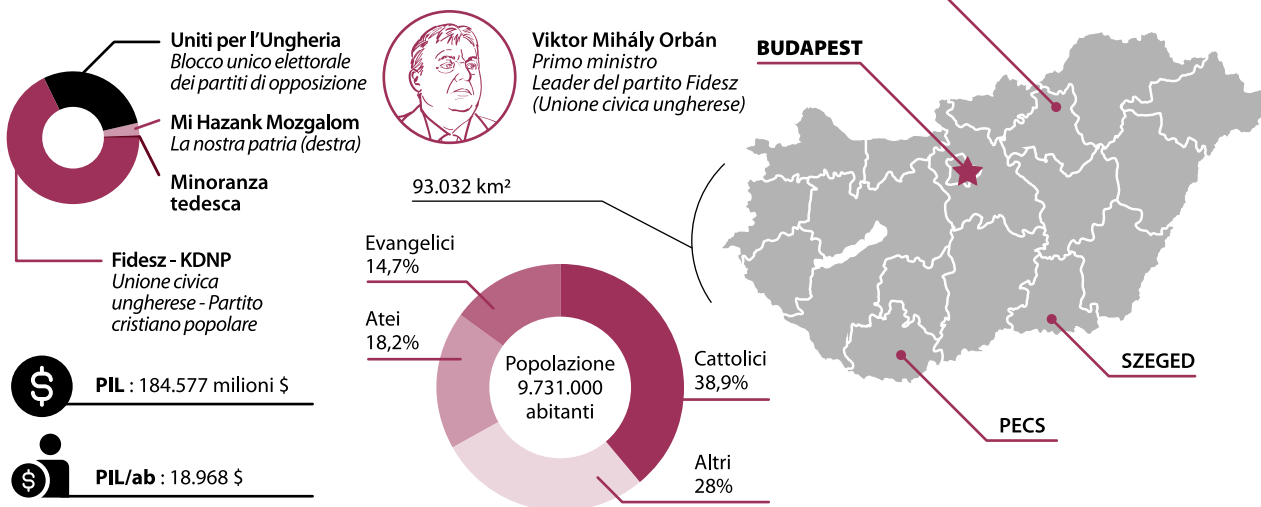 Uniti per l'Ungheria
Blocco unico elettorale
dei partiti di opposizione
Mi Hazank Mozgalom
La nostra patria (destra)
Minoranza
tedesca
Fidesz - KDNP
Unione civica
ungherese - Partito
cristiano popolare
Viktor Mihály Orbán
Primo ministro
Leader del partito Fidesz
(Unione civica ungherese)
93.032 km²
BUDAPEST
SZEGED
PECS
PIL : 184.577 milioni $
$
PIL/ab : 18.968 $
$
Evangelici
14,7%
Atei
18,2%
Popolazione
9.731.000
abitanti
Cattolici
38,9%
Altri
28%